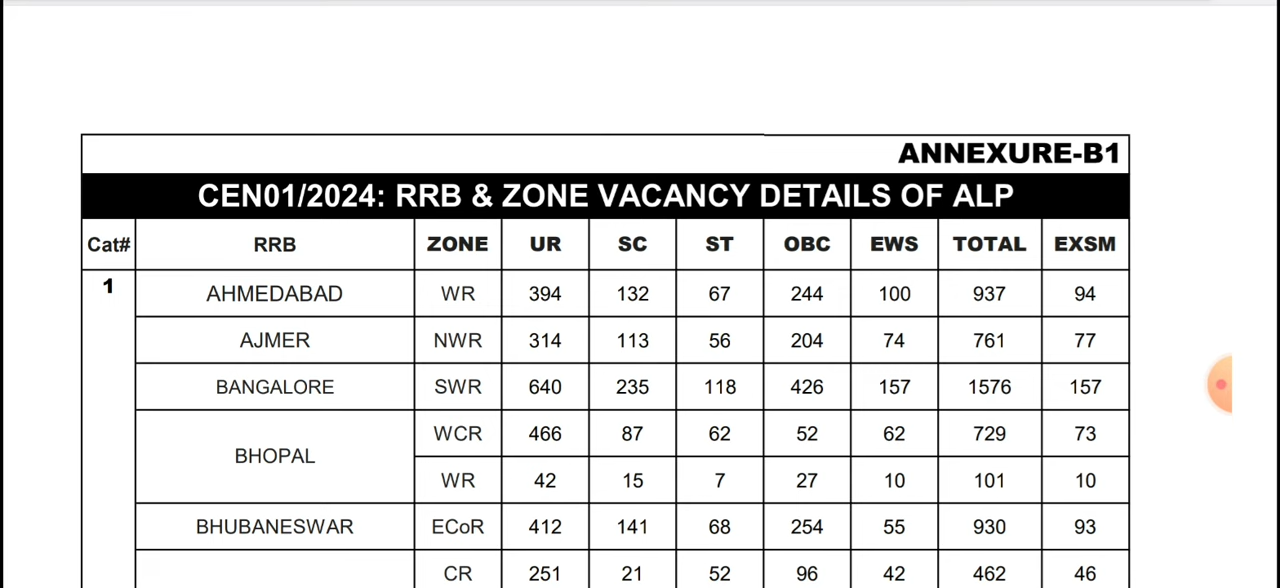 ANNEXURE-B1
CEN01/2024: RRB & ZONE VACANCY DETAILS OF ALP
Cat# RRB ZONE UR SC ST OBC EWS TOTAL EXSM
1 AHMEDABAD WR 394 132 67 244 100 937 94
AJMER NWR 314 113 56 204 74 761 77
BANGALORE SWR 640 235 118 426 157 1576 157
BHOPAL WCR 466 87 62 52 62 729 73
WR 42 15 7 27 10 101 10
BHUBANESWAR ECoR 412 141 68 254 55 930 93
CR 251 21 52 96 42 462 46